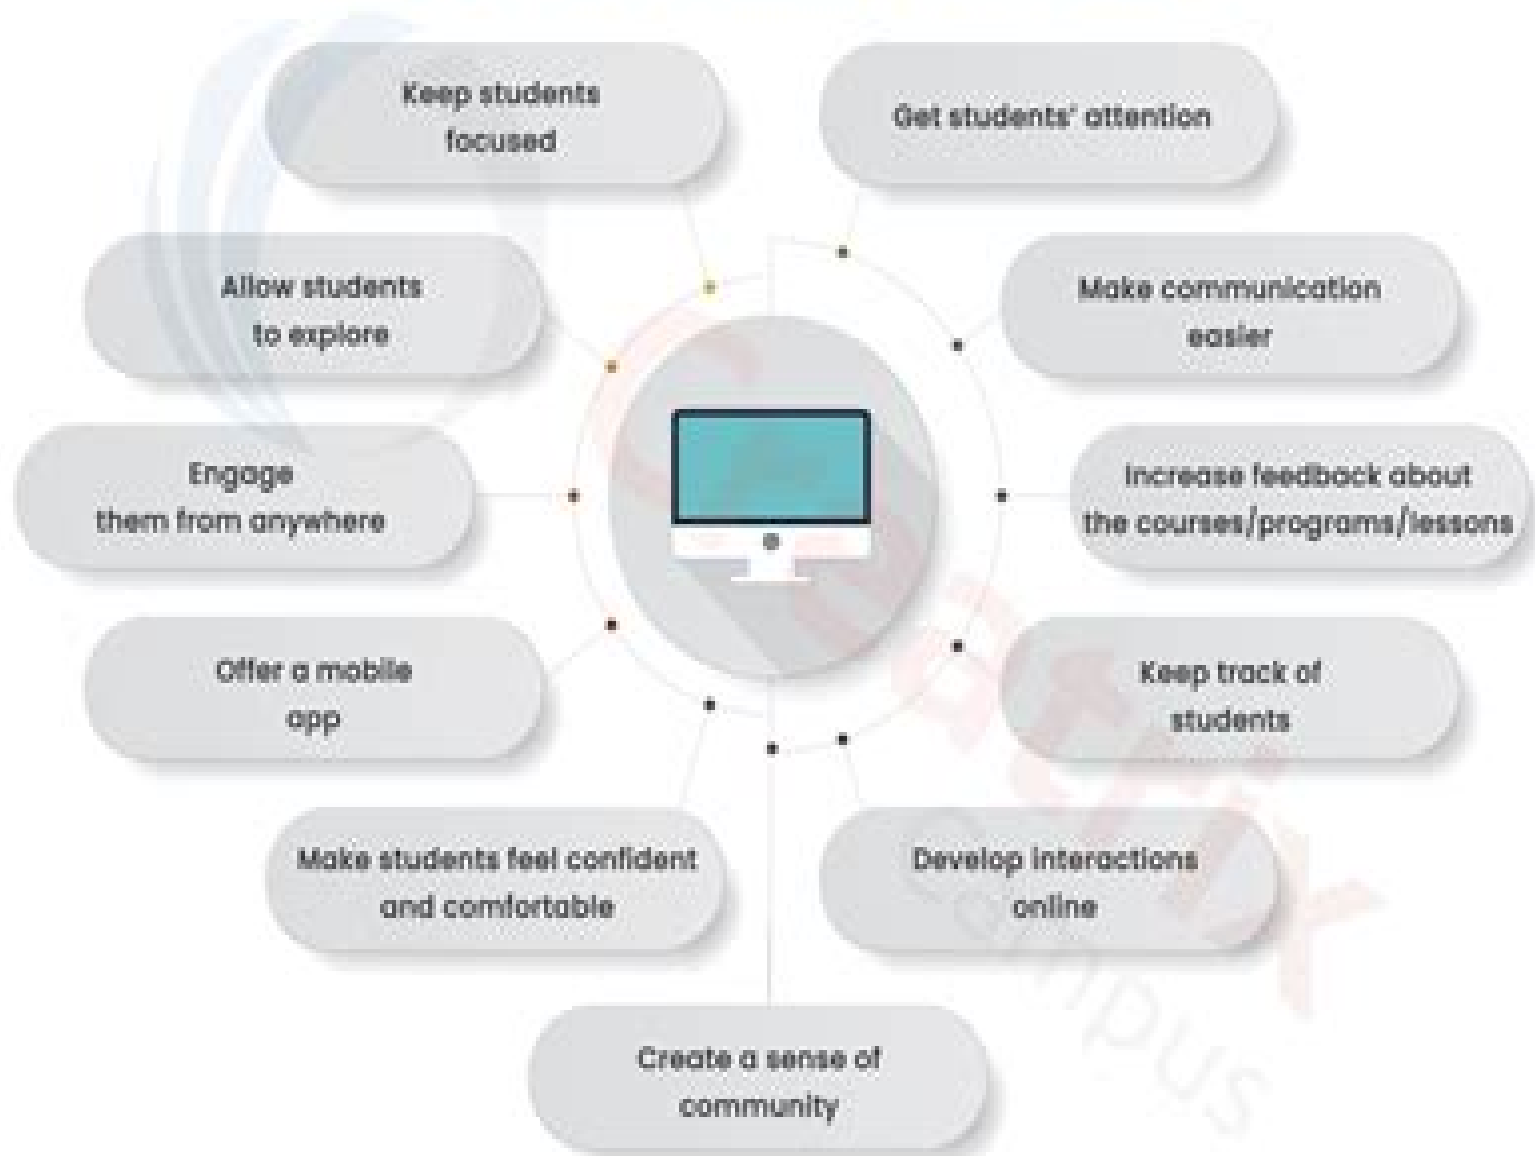 Keep students
focused
Get students' attention
Allow students
to explore
Make communication
easier
Engage
them from anywhere
Increase feedback about
the courses/programs/lessons
Offer a mobile
app
Keep track of
students
Make students feel confident
and comfortable
Develop interactions
online
Create a sense of
community
campus